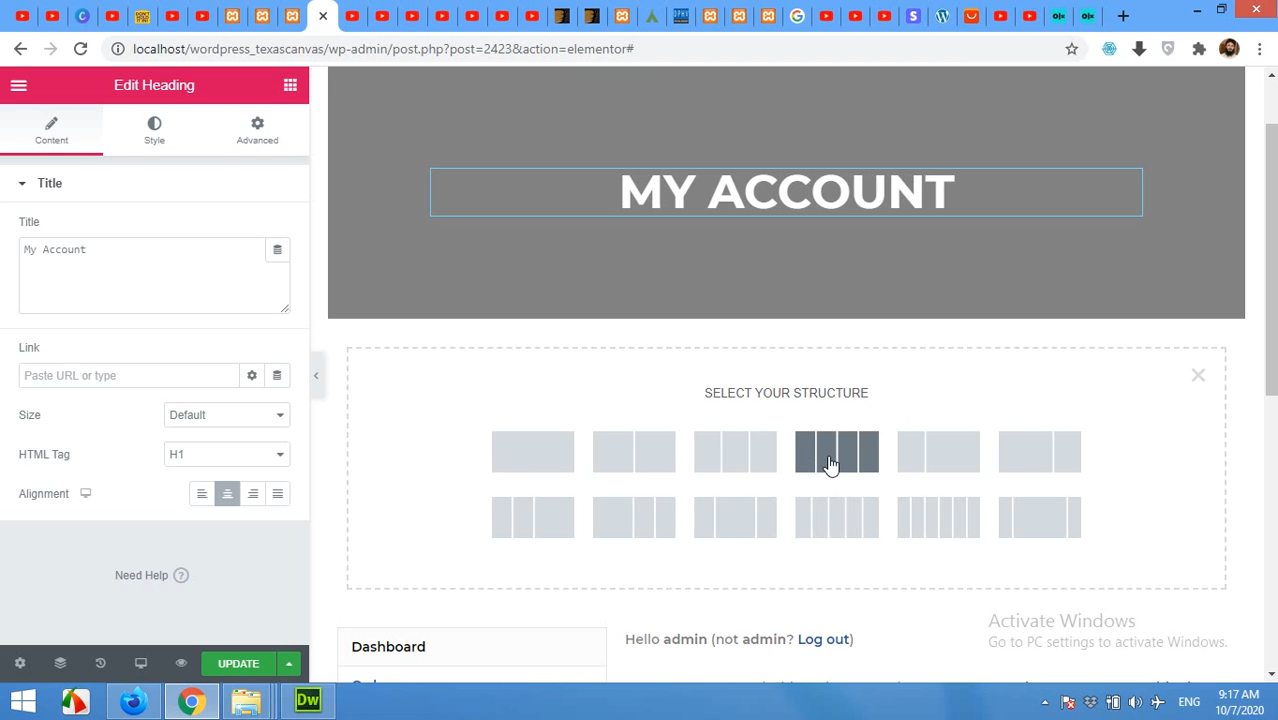 localhost/wordpress_texascanvas/wp-admin/post.php?post=2423&action=elementor#
Edit Heading
Content
Style
Advanced
Title
Title
My Account
Link
Paste URL or type
Size
Default
HTML Tag
H1
Alignment
Need Help
UPDATE
MY ACCOUNT
SELECT YOUR STRUCTURE
Dashboard
Hello admin (not admin? Log out)
Activate Windows
Go to PC settings to activate Windows.
Dw
ENG
9:17 AM
10/7/2020